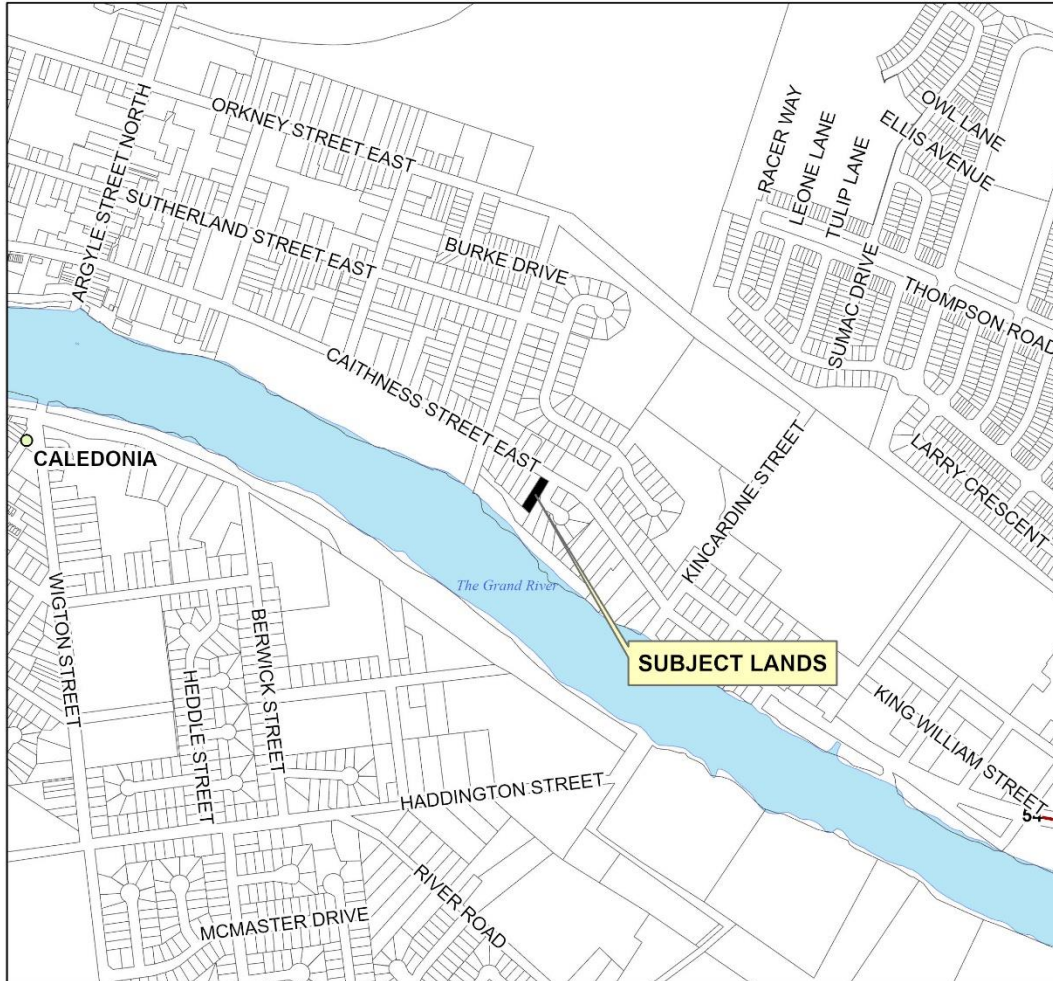 ORKNEY STREET EAST
ARGYLE STREET NORTH
SUTHERLAND STREET EAST
BURKE DRIVE
CAITHNESS STREET EAST
RACER WAY
LEONE LANE
TULIP LANE
OWL LANE
ELLIS AVENUE
SUMAC DRIVE
THOMPSON ROAD
LARRY CRESCENT
KINCARDINE STREET
CALEDONIA
The Grand River
SUBJECT LANDS
WIGTON STREET
HEDDLE STREET
BERWICK STREET
HADDINGTON STREET
KING WILLIAM STREET
54
MCMASTER DRIVE
RIVER ROAD